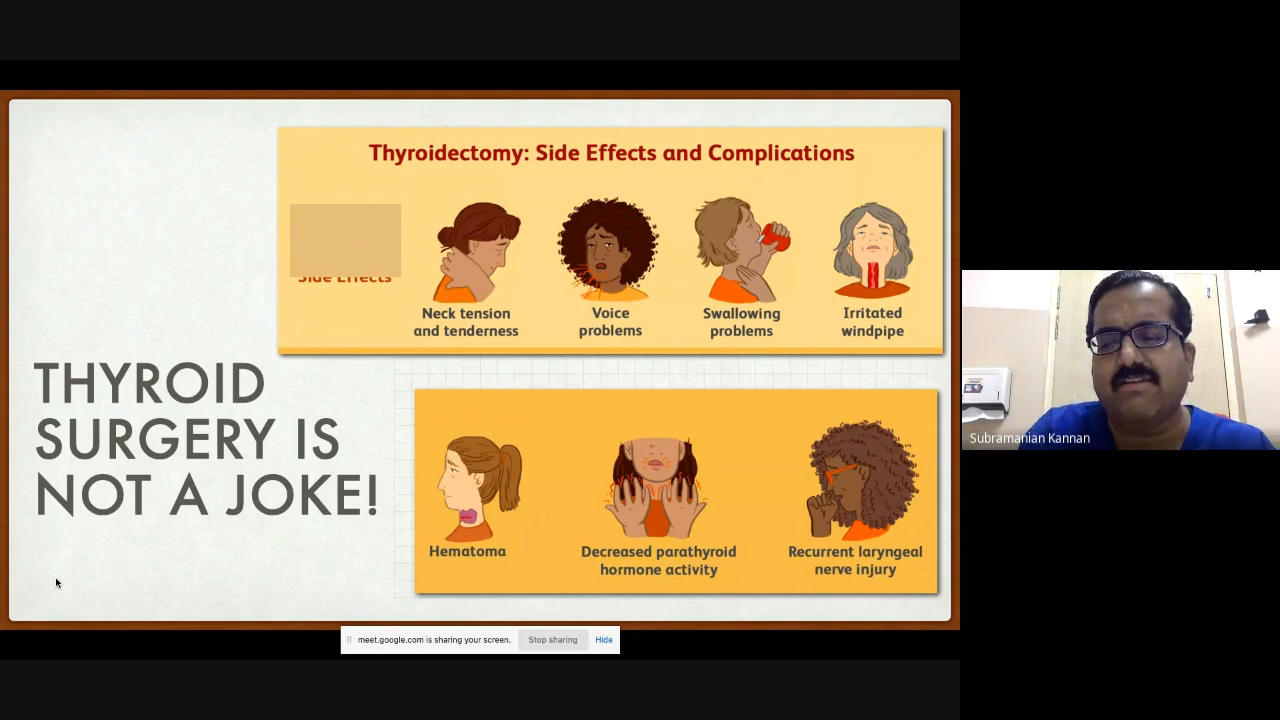 Thyroidectomy: Side Effects and Complications
Side Effects
Neck tension
and tenderness
Voice
problems
Swallowing
problems
Irritated
windpipe
THYROID
SURGERY IS
NOT A JOKE!
Hematoma
Decreased parathyroid
hormone activity
Recurrent laryngeal
nerve injury
Subramanian Kannan
meet.google.com is sharing your screen.
Stop sharing
Hide